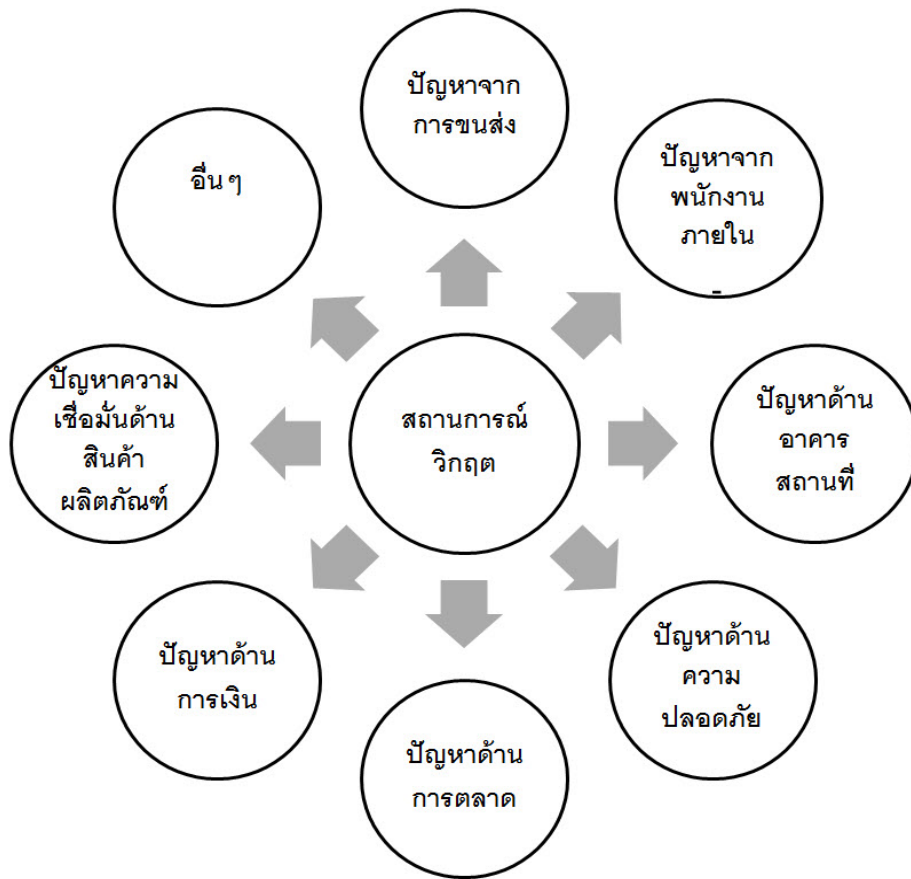 ปัญหาจาก
การขนส่ง
ปัญหาจาก
พนักงาน
ภายใน
-
ปัญหาด้าน
อาคาร
สถานที่
ปัญหาด้าน
ความ
ปลอดภัย
ปัญหาด้าน
การตลาด
ปัญหาด้าน
การเงิน
ปัญหาความ
เชื่อมั่นด้าน
สินค้า
ผลิตภัณฑ์
อื่นๆ
สถานการณ์
วิกฤต